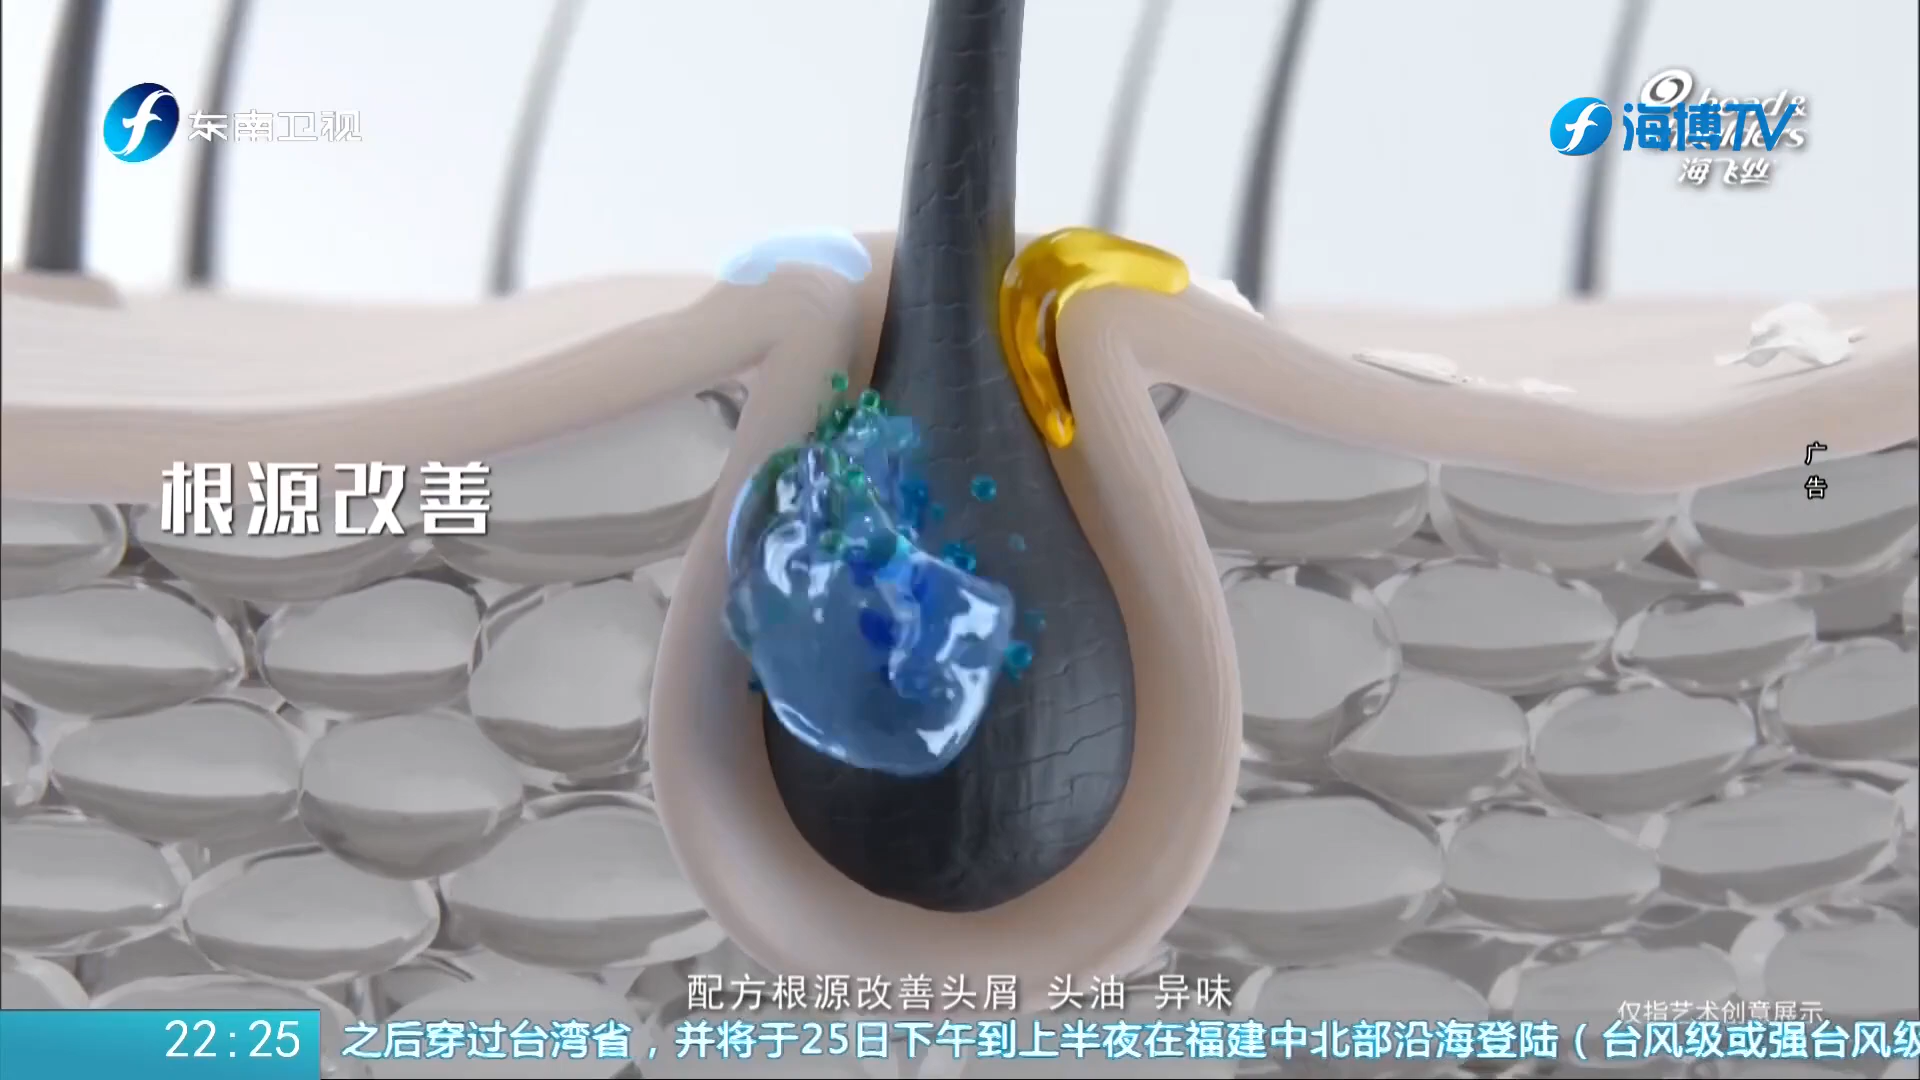 东南卫视
海博TV
head&
海飞丝
广告
根源改善
配方根源改善头屑 头油 异味
仅指艺术创意展示
22:25
之后穿过台湾省，并将于25日下午到上半夜在福建中北部沿海登陆（台风级或强台风级